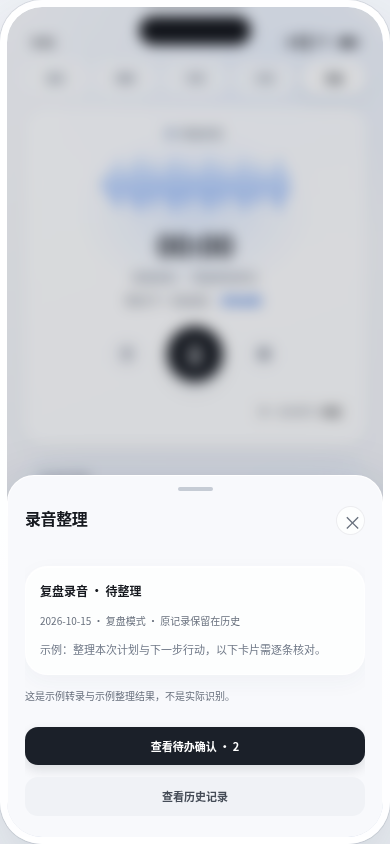 录音整理
复盘录音 · 待整理
2026-10-15 · 复盘模式 · 原记录保留在历史
示例：整理本次计划与下一步行动，以下卡片需逐条核对。
这是示例转录与示例整理结果，不是实际识别。
查看待办确认 · 2
查看历史记录